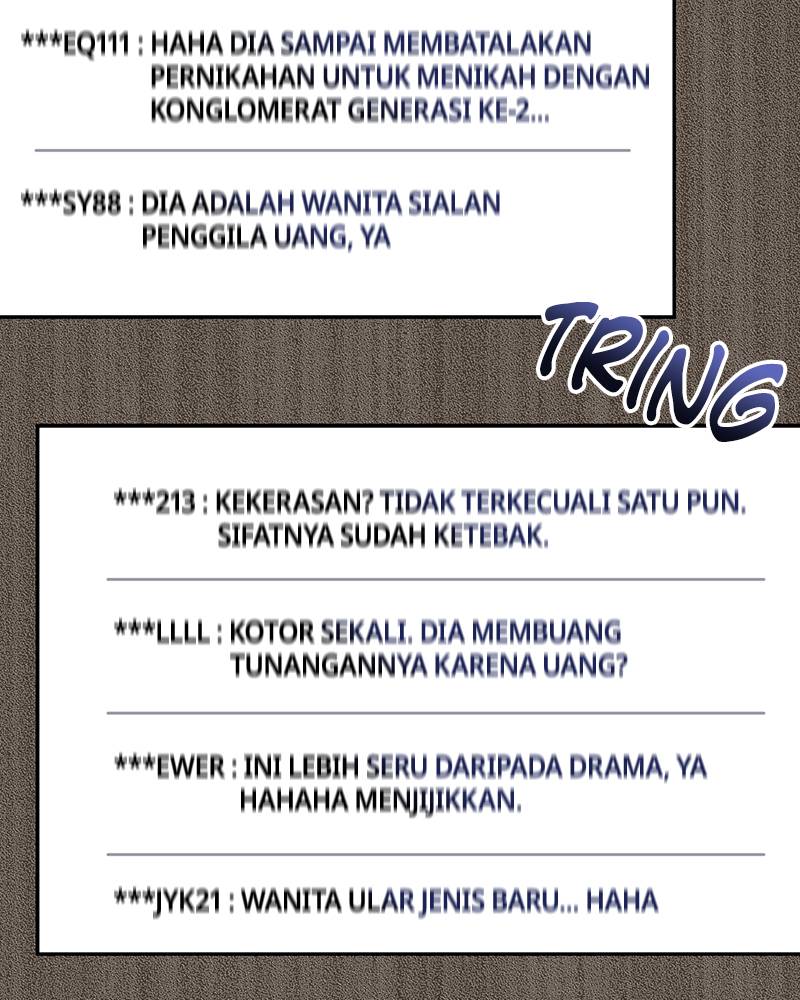 ***EQ111 : HAHA DIA SAMPAI MEMBATALAKAN
PERNIKAHAN UNTUK MENIKAH DENGAN
KONGLOMERAT GENERASI KE-2...
***SY88 : DIA ADALAH WANITA SIALAN
PENGGILA UANG, YA
TRING
***213 : KEKERASAN? TIDAK TERKECUALI SATU PUN.
SIFATNYA SUDAH KETEBAK.
***LLLL : KOTOR SEKALI. DIA MEMBUANG
TUNANGANNYA KARENA UANG?
***EWER : INI LEBIH SERU DARIPADA DRAMA, YA
HAHAHA MENJIJIKKAN.
***JYK21 : WANITA ULAR JENIS BARU... HAHA